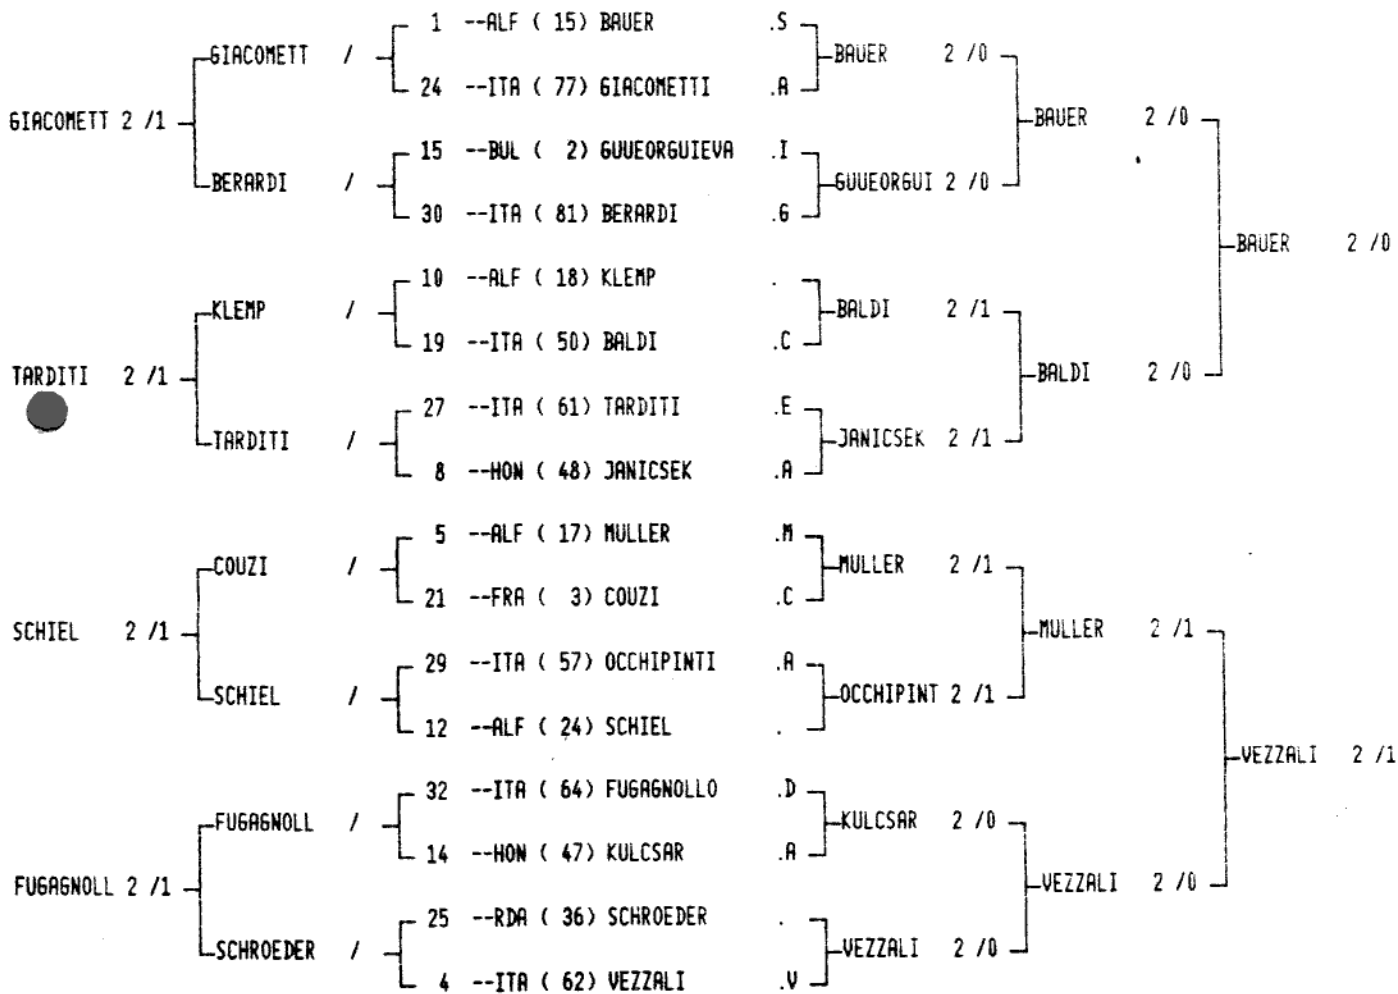 1 --ALF ( 15) BAUER .S
GIACOMETT / BAUER 2 /0
24 --ITA ( 77) GIACOMETTI .A
GIACOMETT 2 /1 BAUER 2 /0
15 --BUL ( 2) GUUEORGUIEVA .I
BERARDI / GUUEORGUI 2 /0
30 --ITA ( 81) BERARDI .G
BAUER 2 /0
10 --ALF ( 18) KLEMP .
KLEMP / BALDI 2 /1
19 --ITA ( 50) BALDI .C
TARDITI 2 /1 BALDI 2 /0
27 --ITA ( 61) TARDITI .E
TARDITI / JANICSEK 2 /1
8 --HON ( 48) JANICSEK .A
5 --ALF ( 17) MULLER .M
COUZI / MULLER 2 /1
21 --FRA ( 3) COUZI .C
SCHIEL 2 /1 MULLER 2 /1
29 --ITA ( 57) OCCHIPINTI .A
SCHIEL / OCCHIPINT 2 /1
12 --ALF ( 24) SCHIEL .
VEZZALI 2 /1
32 --ITA ( 64) FUGAGNOLLO .D
FUGAGNOLL / KULCSAR 2 /0
14 --HON ( 47) KULCSAR .A
FUGAGNOLL 2 /1 VEZZALI 2 /0
25 --RDA ( 36) SCHROEDER .
SCHROEDER / VEZZALI 2 /0
4 --ITA ( 62) VEZZALI .V